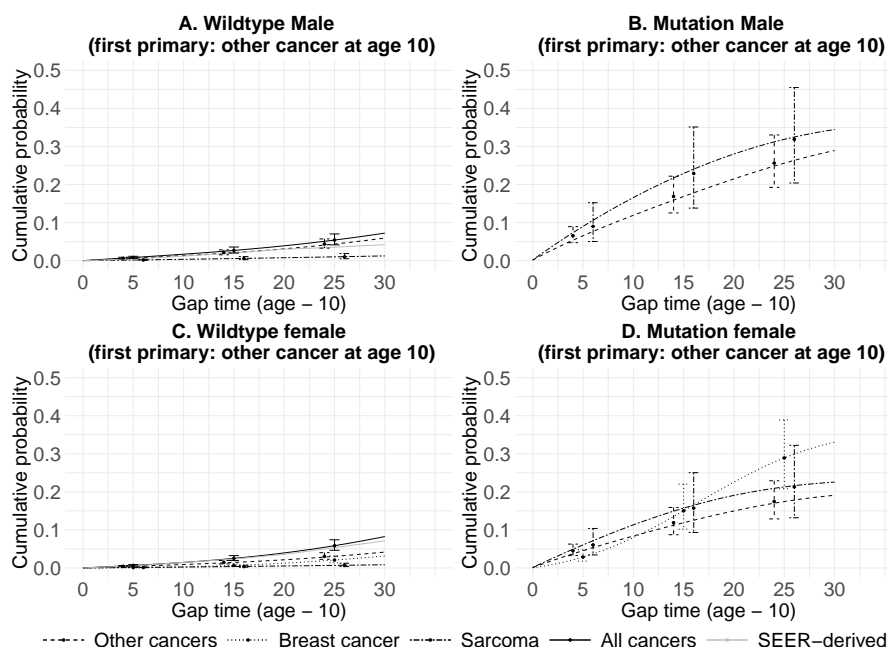 A. Wildtype Male
(first primary: other cancer at age 10)
B. Mutation Male
(first primary: other cancer at age 10)
Cumulative probability
0.5
0.4
0.3
0.2
0.1
0.0
0 5 10 15 20 25 30
Gap time (age − 10)
Cumulative probability
0.5
0.4
0.3
0.2
0.1
0.0
0 5 10 15 20 25 30
Gap time (age − 10)
C. Wildtype female
(first primary: other cancer at age 10)
D. Mutation female
(first primary: other cancer at age 10)
Cumulative probability
0.5
0.4
0.3
0.2
0.1
0.0
0 5 10 15 20 25 30
Gap time (age − 10)
Cumulative probability
0.5
0.4
0.3
0.2
0.1
0.0
0 5 10 15 20 25 30
Gap time (age − 10)
Other cancers Breast cancer Sarcoma All cancers SEER−derived